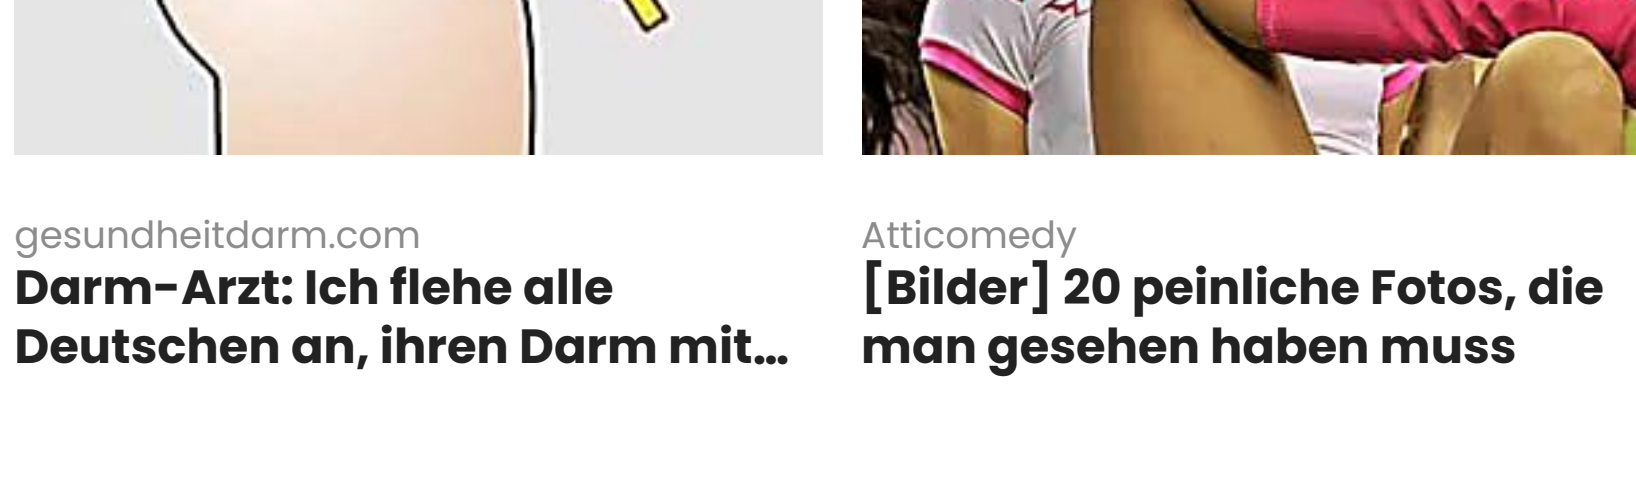 gesundheitdarm.com
Darm-Arzt: Ich flehe alle
Deutschen an, ihren Darm mit...
Atticomedy
[Bilder] 20 peinliche Fotos, die
man gesehen haben muss